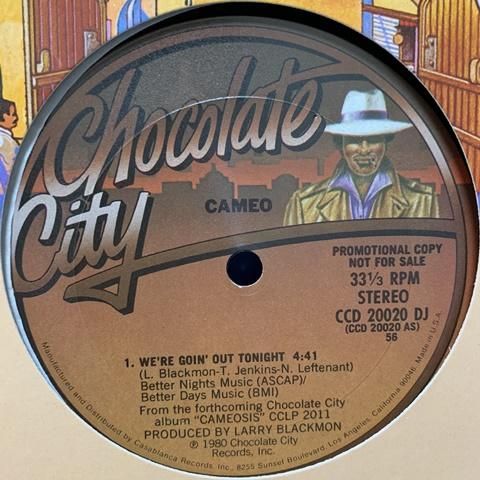 Chocolate
City
CAMEO
PROMOTIONAL COPY
NOT FOR SALE
33⅓ RPM
STEREO
CCD 20020 DJ
(CCD 20020 AS)
56
1. WE'RE GOIN' OUT TONIGHT 4:41
(L. Blackmon-T. Jenkins-N. Leftenant)
Better Nights Music (ASCAP)/
Better Days Music (BMI)
From the forthcoming Chocolate City
album "CAMEOSIS" CCLP 2011
PRODUCED BY LARRY BLACKMON
℗ 1980 Chocolate City
Records, Inc.
Manufactured and Distributed by Casablanca Records, Inc., 8255 Sunset Boulevard, Los Angeles, California 90046 Made in U.S.A.